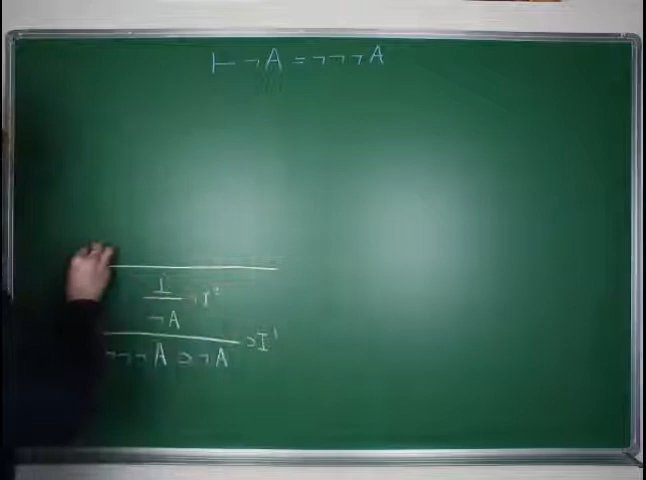 ⊢ ¬A = ¬¬¬A
⊥
¬I²
¬A
⊃I¹
¬¬¬A ⊃ ¬A